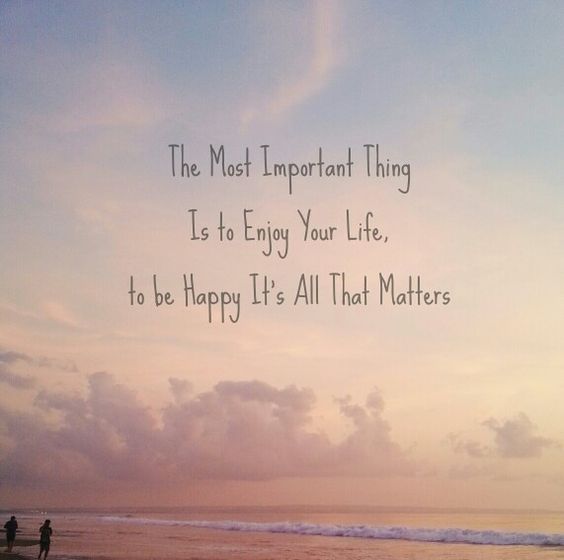 The Most Important Thing
Is to Enjoy Your Life,
to be Happy It's All That Matters